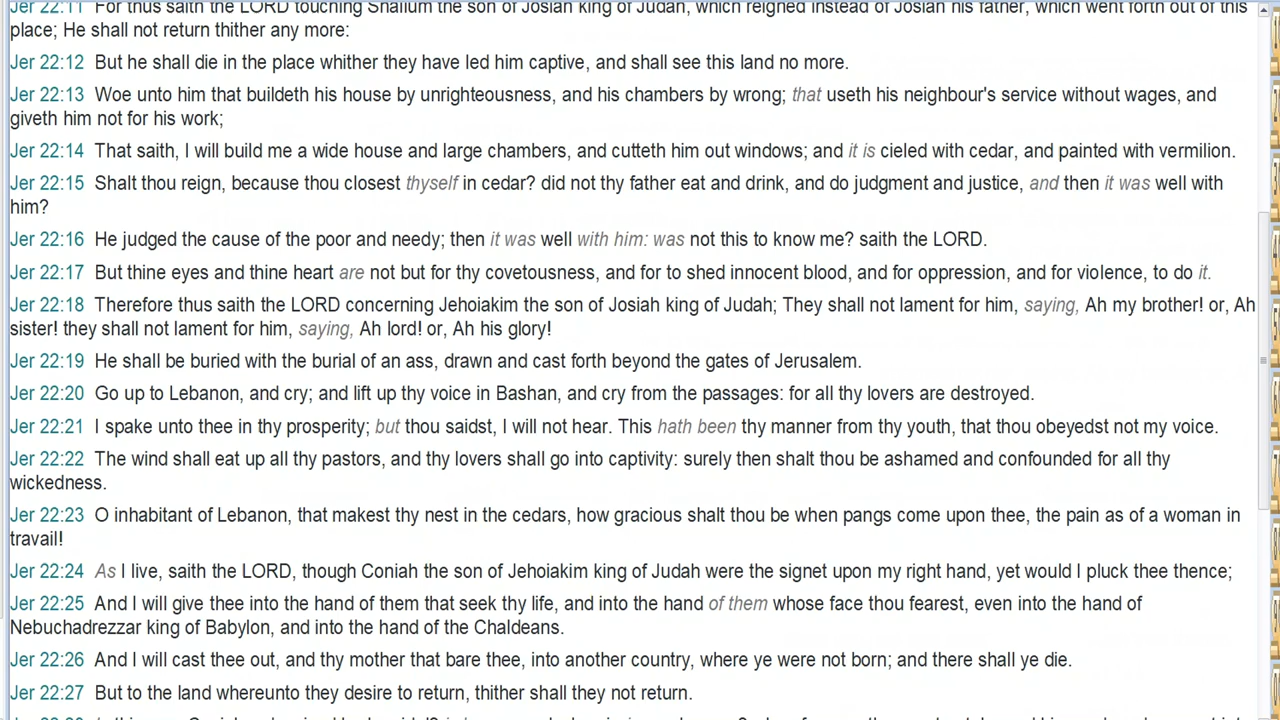 Jer 22:11 For thus saith the LORD touching Shallum the son of Josiah king of Judah, which reigned instead of Josiah his father, which went forth out of this
place; He shall not return thither any more:
Jer 22:12 But he shall die in the place whither they have led him captive, and shall see this land no more.
Jer 22:13 Woe unto him that buildeth his house by unrighteousness, and his chambers by wrong; that useth his neighbour's service without wages, and
giveth him not for his work;
Jer 22:14 That saith, I will build me a wide house and large chambers, and cutteth him out windows; and it is cieled with cedar, and painted with vermilion.
Jer 22:15 Shalt thou reign, because thou closest thyself in cedar? did not thy father eat and drink, and do judgment and justice, and then it was well with
him?
Jer 22:16 He judged the cause of the poor and needy; then it was well with him: was not this to know me? saith the LORD.
Jer 22:17 But thine eyes and thine heart are not but for thy covetousness, and for to shed innocent blood, and for oppression, and for violence, to do it.
Jer 22:18 Therefore thus saith the LORD concerning Jehoiakim the son of Josiah king of Judah; They shall not lament for him, saying, Ah my brother! or, Ah
sister! they shall not lament for him, saying, Ah lord! or, Ah his glory!
Jer 22:19 He shall be buried with the burial of an ass, drawn and cast forth beyond the gates of Jerusalem.
Jer 22:20 Go up to Lebanon, and cry; and lift up thy voice in Bashan, and cry from the passages: for all thy lovers are destroyed.
Jer 22:21 I spake unto thee in thy prosperity; but thou saidst, I will not hear. This hath been thy manner from thy youth, that thou obeyedst not my voice.
Jer 22:22 The wind shall eat up all thy pastors, and thy lovers shall go into captivity: surely then shalt thou be ashamed and confounded for all thy
wickedness.
Jer 22:23 O inhabitant of Lebanon, that makest thy nest in the cedars, how gracious shalt thou be when pangs come upon thee, the pain as of a woman in
travail!
Jer 22:24 As I live, saith the LORD, though Coniah the son of Jehoiakim king of Judah were the signet upon my right hand, yet would I pluck thee thence;
Jer 22:25 And I will give thee into the hand of them that seek thy life, and into the hand of them whose face thou fearest, even into the hand of
Nebuchadrezzar king of Babylon, and into the hand of the Chaldeans.
Jer 22:26 And I will cast thee out, and thy mother that bare thee, into another country, where ye were not born; and there shall ye die.
Jer 22:27 But to the land whereunto they desire to return, thither shall they not return.